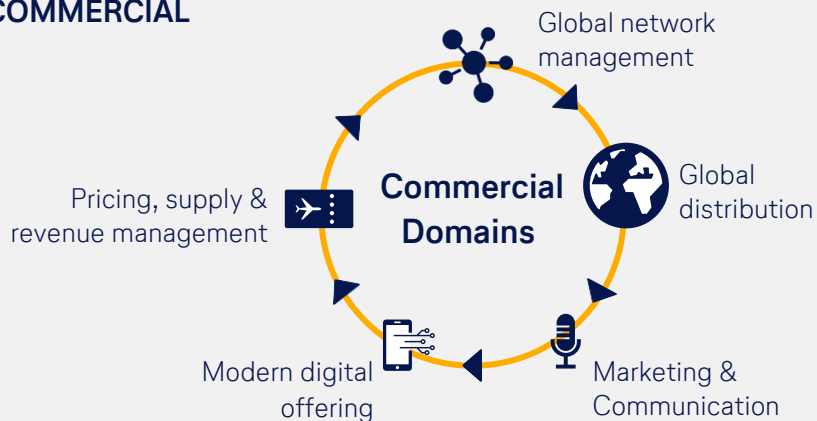 COMMERCIAL
Global network
management
Commercial
Domains
Global
distribution
Pricing, supply &
revenue management
Modern digital
offering
Marketing &
Communication